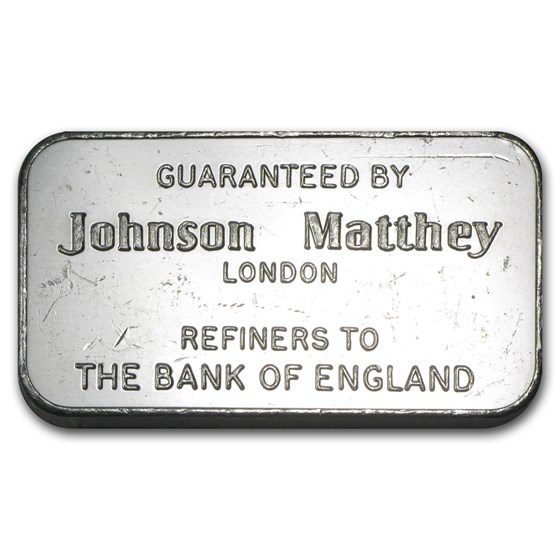 GUARANTEED BY
Johnson Matthey
LONDON
REFINERS TO
THE BANK OF ENGLAND